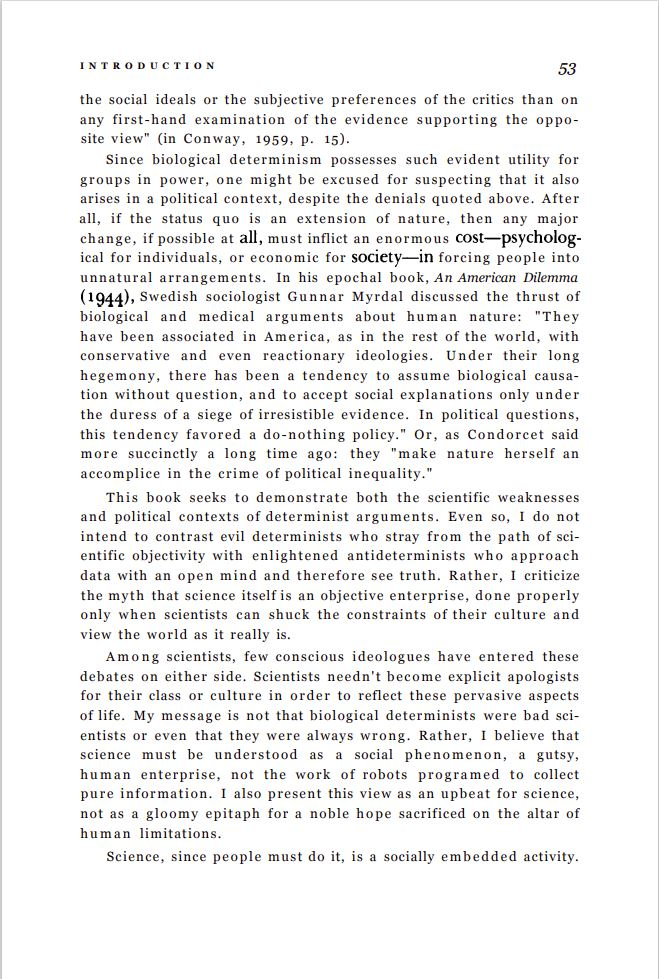 INTRODUCTION 53
the social ideals or the subjective preferences of the critics than on
any first-hand examination of the evidence supporting the oppo-
site view" (in Conway, 1959, p. 15).
Since biological determinism possesses such evident utility for
groups in power, one might be excused for suspecting that it also
arises in a political context, despite the denials quoted above. After
all, if the status quo is an extension of nature, then any major
change, if possible at all, must inflict an enormous cost—psycholog-
ical for individuals, or economic for society—in forcing people into
unnatural arrangements. In his epochal book, An American Dilemma
(1944), Swedish sociologist Gunnar Myrdal discussed the thrust of
biological and medical arguments about human nature: "They
have been associated in America, as in the rest of the world, with
conservative and even reactionary ideologies. Under their long
hegemony, there has been a tendency to assume biological causa-
tion without question, and to accept social explanations only under
the duress of a siege of irresistible evidence. In political questions,
this tendency favored a do-nothing policy." Or, as Condorcet said
more succinctly a long time ago: they "make nature herself an
accomplice in the crime of political inequality."
This book seeks to demonstrate both the scientific weaknesses
and political contexts of determinist arguments. Even so, I do not
intend to contrast evil determinists who stray from the path of sci-
entific objectivity with enlightened antideterminists who approach
data with an open mind and therefore see truth. Rather, I criticize
the myth that science itself is an objective enterprise, done properly
only when scientists can shuck the constraints of their culture and
view the world as it really is.
Among scientists, few conscious ideologues have entered these
debates on either side. Scientists needn't become explicit apologists
for their class or culture in order to reflect these pervasive aspects
of life. My message is not that biological determinists were bad sci-
entists or even that they were always wrong. Rather, I believe that
science must be understood as a social phenomenon, a gutsy,
human enterprise, not the work of robots programed to collect
pure information. I also present this view as an upbeat for science,
not as a gloomy epitaph for a noble hope sacrificed on the altar of
human limitations.
Science, since people must do it, is a socially embedded activity.